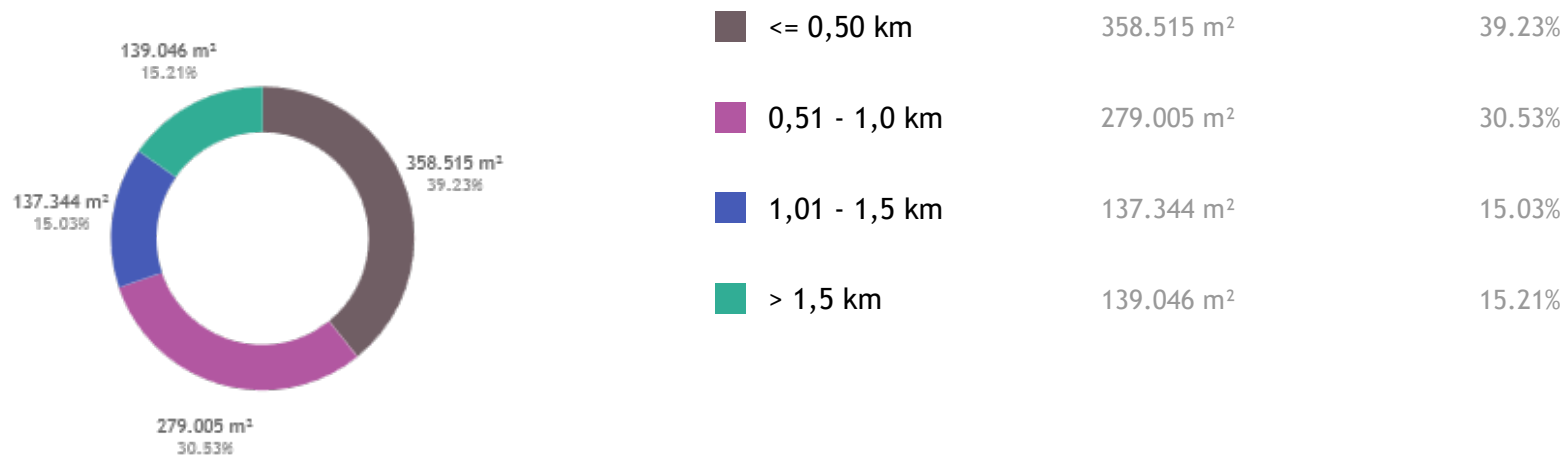 139.046 m²
15.21%
358.515 m²
39.23%
137.344 m²
15.03%
279.005 m²
30.53%
<= 0,50 km 358.515 m² 39.23%
0,51 - 1,0 km 279.005 m² 30.53%
1,01 - 1,5 km 137.344 m² 15.03%
> 1,5 km 139.046 m² 15.21%